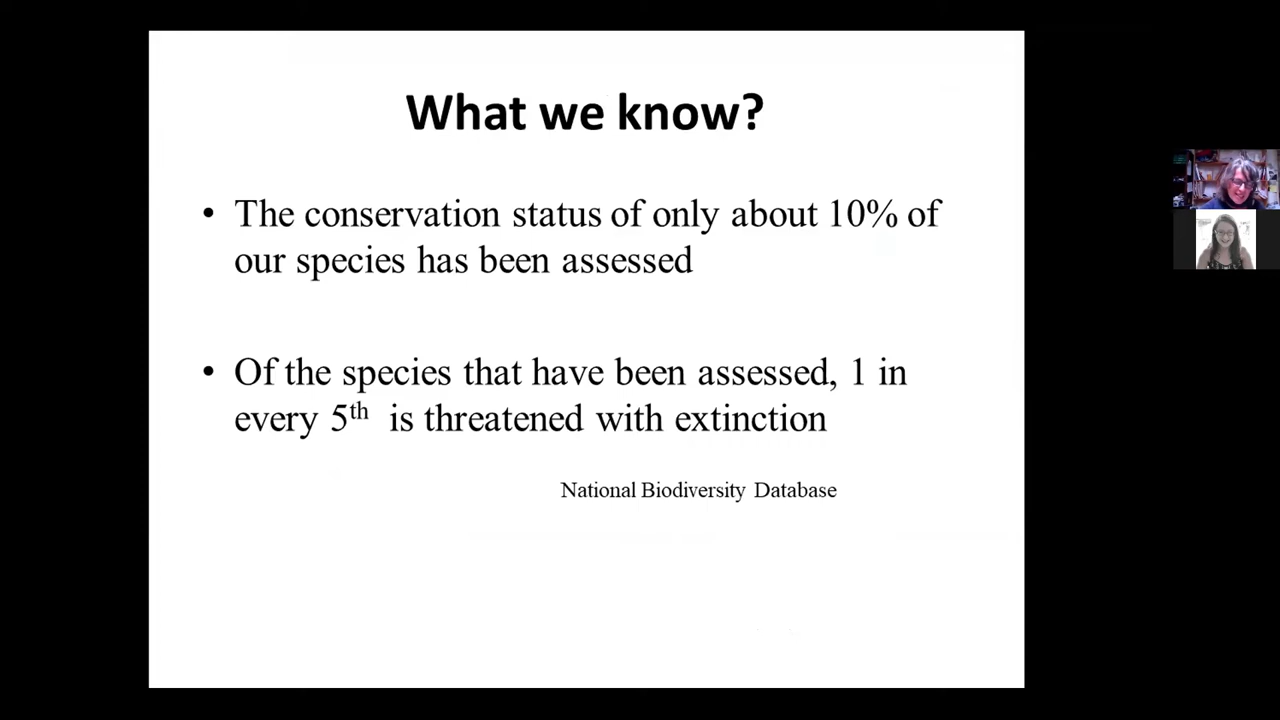 What we know?
• The conservation status of only about 10% of
our species has been assessed
• Of the species that have been assessed, 1 in
every 5th is threatened with extinction
National Biodiversity Database